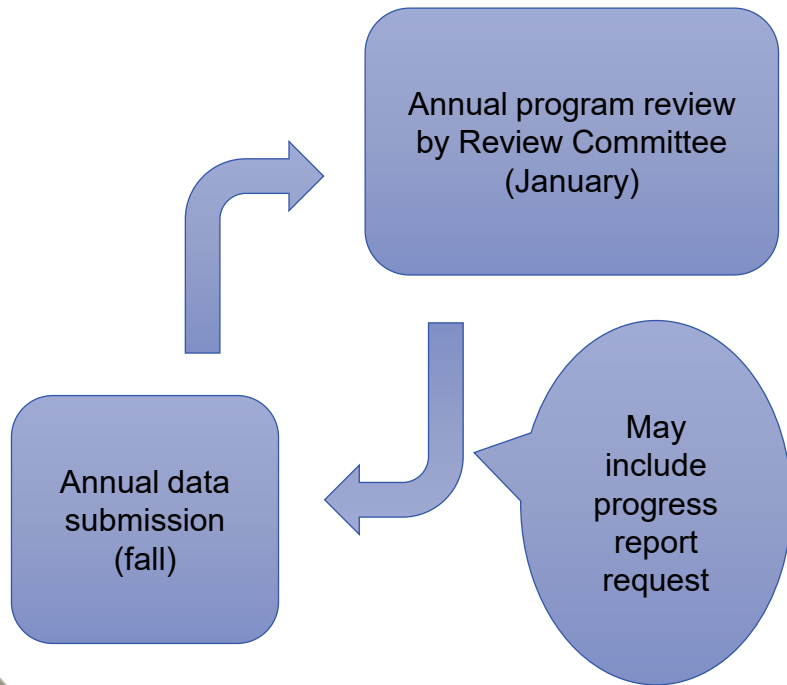 Annual program review
by Review Committee
(January)
Annual data
submission
(fall)
May
include
progress
report
request